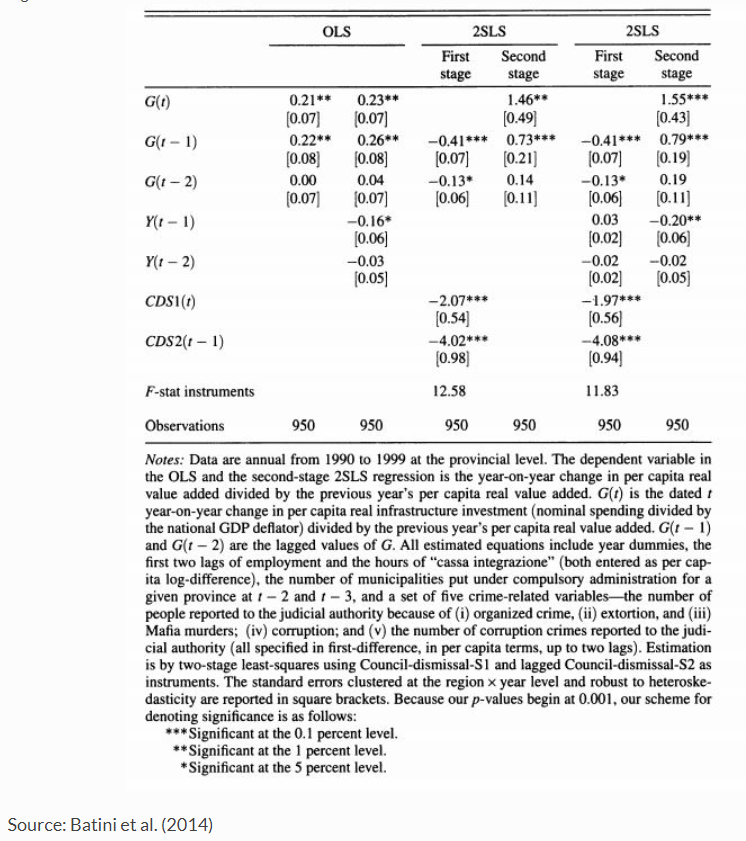 OLS 2SLS 2SLS
First Second First Second
stage stage stage stage
G(t) 0.21** 0.23** 1.46** 1.55***
[0.07] [0.07] [0.49] [0.43]
G(t − 1) 0.22** 0.26** −0.41*** 0.73*** −0.41*** 0.79***
[0.08] [0.08] [0.07] [0.21] [0.07] [0.19]
G(t − 2) 0.00 0.04 −0.13* 0.14 −0.13* 0.19
[0.07] [0.07] [0.06] [0.11] [0.06] [0.11]
Y(t − 1) −0.16* 0.03 −0.20**
[0.06] [0.02] [0.06]
Y(t − 2) −0.03 −0.02 −0.02
[0.05] [0.02] [0.05]
CDS1(t) −2.07*** −1.97***
[0.54] [0.56]
CDS2(t − 1) −4.02*** −4.08***
[0.98] [0.94]
F-stat instruments 12.58 11.83
Observations 950 950 950 950 950 950
Notes: Data are annual from 1990 to 1999 at the provincial level. The dependent variable in
the OLS and the second-stage 2SLS regression is the year-on-year change in per capita real
value added divided by the previous year's per capita real value added. G(t) is the dated t
year-on-year change in per capita real infrastructure investment (nominal spending divided by
the national GDP deflator) divided by the previous year's per capita real value added. G(t − 1)
and G(t − 2) are the lagged values of G. All estimated equations include year dummies, the
first two lags of employment and the hours of "cassa integrazione" (both entered as per cap-
ita log-difference), the number of municipalities put under compulsory administration for a
given province at t − 2 and t − 3, and a set of five crime-related variables—the number of
people reported to the judicial authority because of (i) organized crime, (ii) extortion, and (iii)
Mafia murders; (iv) corruption; and (v) the number of corruption crimes reported to the judi-
cial authority (all specified in first-difference, in per capita terms, up to two lags). Estimation
is by two-stage least-squares using Council-dismissal-S1 and lagged Council-dismissal-S2 as
instruments. The standard errors clustered at the region × year level and robust to heteroske-
dasticity are reported in square brackets. Because our p-values begin at 0.001, our scheme for
denoting significance is as follows:
***Significant at the 0.1 percent level.
**Significant at the 1 percent level.
*Significant at the 5 percent level.
Source: Batini et al. (2014)